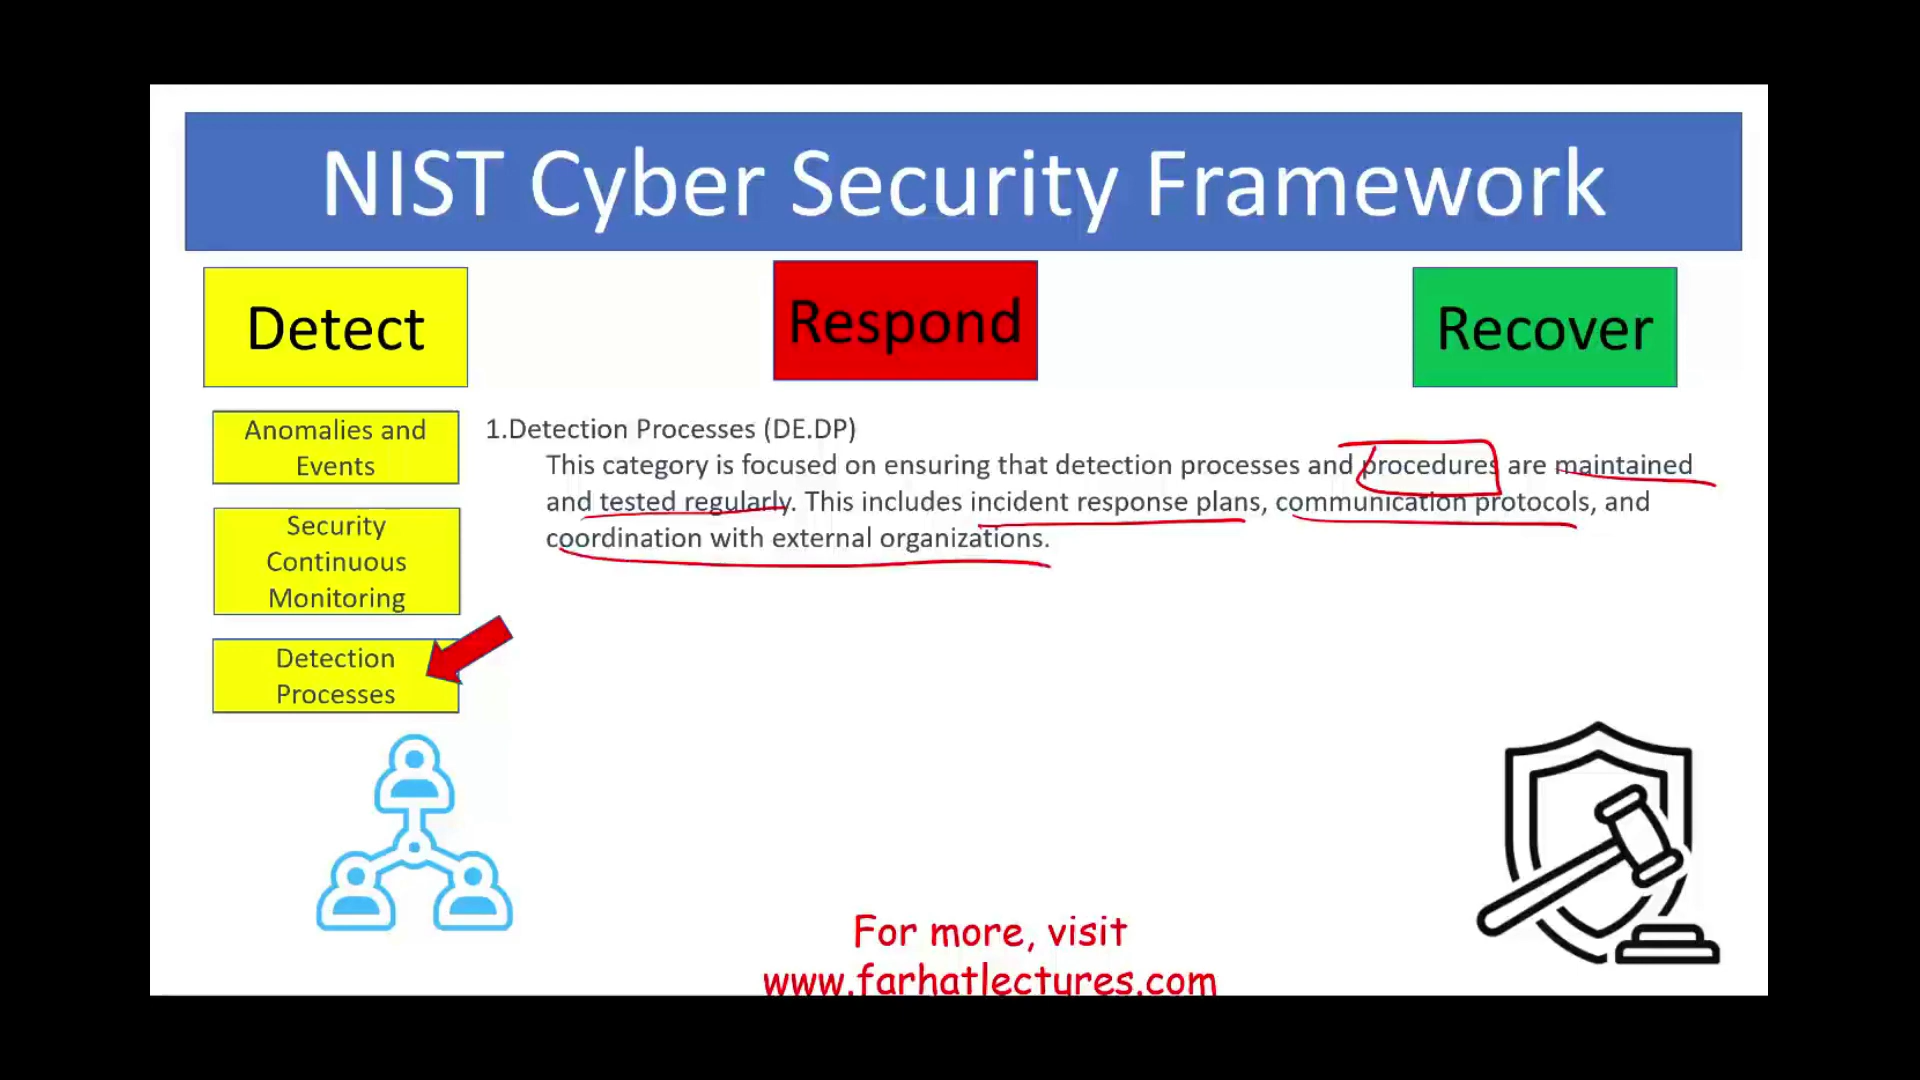 NIST Cyber Security Framework
Detect
Respond
Recover
Anomalies and
Events
Security
Continuous
Monitoring
Detection
Processes
1.Detection Processes (DE.DP)
This category is focused on ensuring that detection processes and procedures are maintained
and tested regularly. This includes incident response plans, communication protocols, and
coordination with external organizations.
For more, visit
www.farhatlectures.com